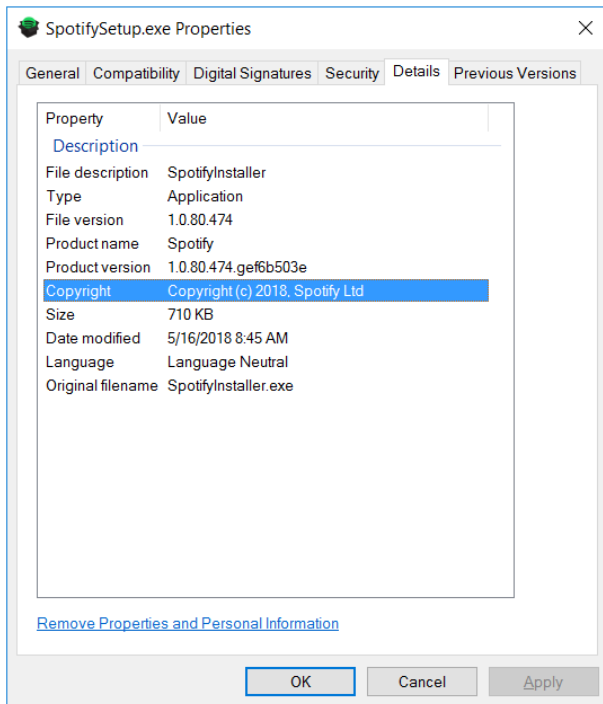 SpotifySetup.exe Properties
General Compatibility Digital Signatures Security Details Previous Versions
Property Value
Description
File description SpotifyInstaller
Type Application
File version 1.0.80.474
Product name Spotify
Product version 1.0.80.474.gef6b503e
Copyright Copyright (c) 2018, Spotify Ltd
Size 710 KB
Date modified 5/16/2018 8:45 AM
Language Language Neutral
Original filename SpotifyInstaller.exe
Remove Properties and Personal Information
OK Cancel Apply